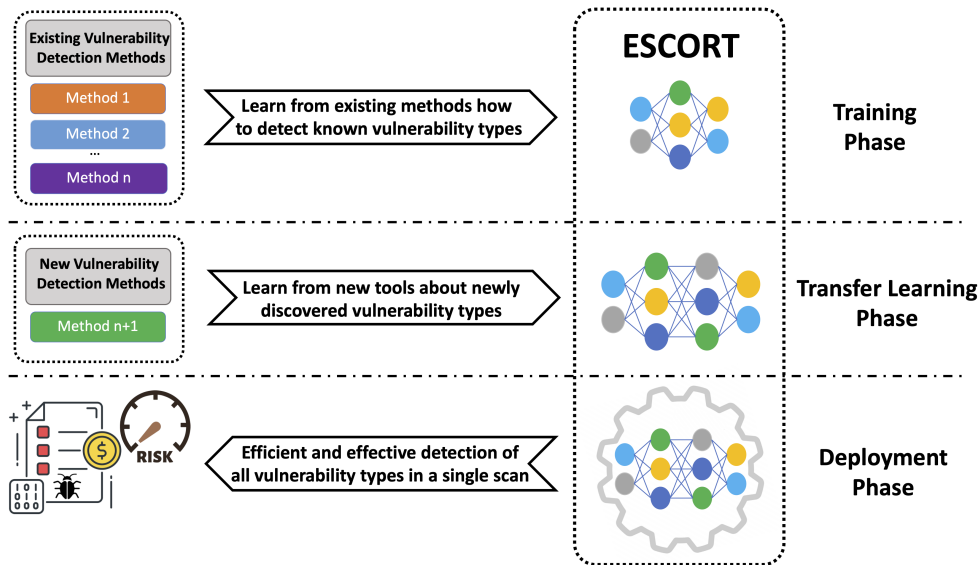 Existing Vulnerability
Detection Methods
Method 1
Method 2
...
Method n
Learn from existing methods how
to detect known vulnerability types
ESCORT
Training
Phase
New Vulnerability
Detection Methods
Method n+1
Learn from new tools about newly
discovered vulnerability types
Transfer Learning
Phase
$
RISK
101
000
Efficient and effective detection of
all vulnerability types in a single scan
Deployment
Phase